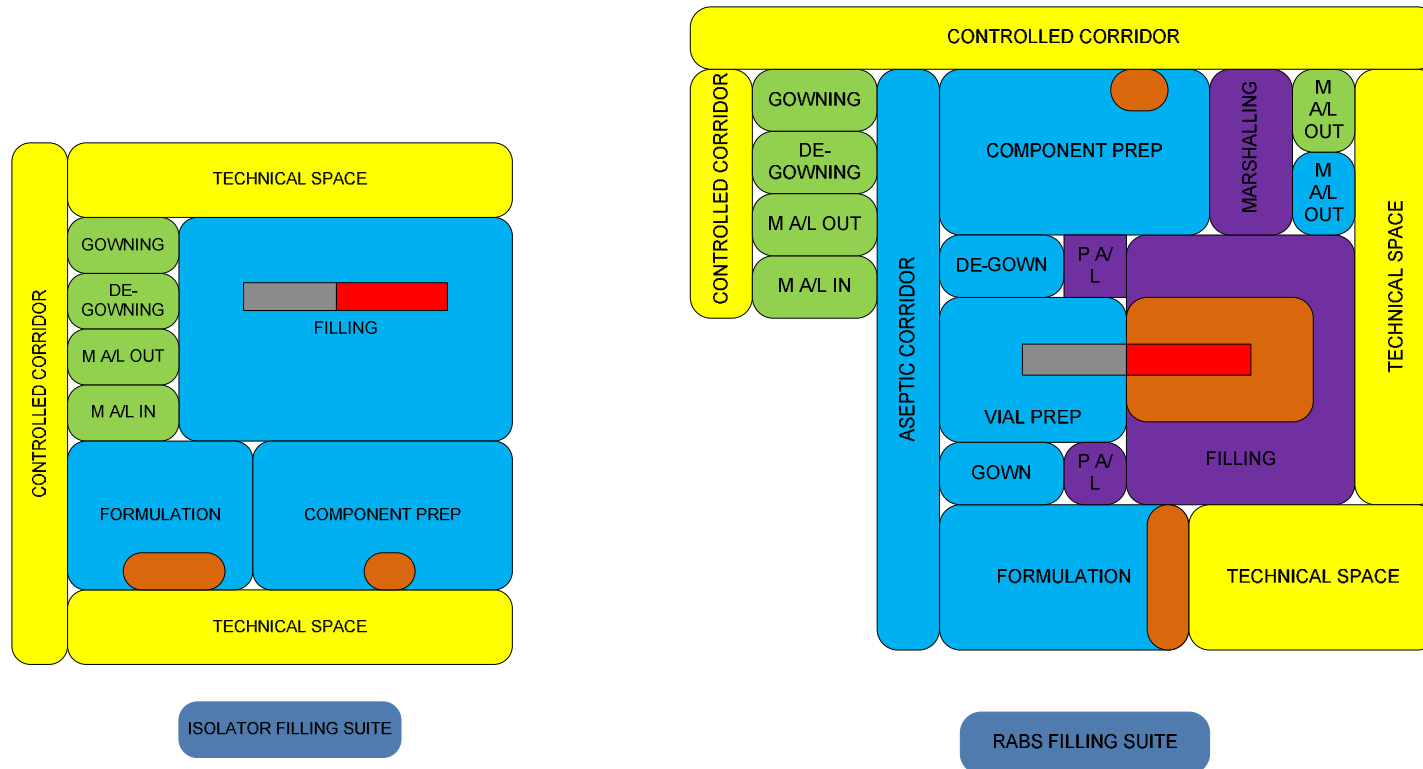 TECHNICAL SPACE
CONTROLLED CORRIDOR
GOWNING
DE-
GOWNING
M A/L OUT
M A/L IN
FILLING
FORMULATION
COMPONENT PREP
TECHNICAL SPACE
ISOLATOR FILLING SUITE
CONTROLLED CORRIDOR
CONTROLLED CORRIDOR
GOWNING
DE-
GOWNING
M A/L OUT
M A/L IN
ASEPTIC CORRIDOR
COMPONENT PREP
MARSHALLING
M
A/L
OUT
M
A/L
OUT
TECHNICAL SPACE
DE-GOWN
P A/
L
VIAL PREP
GOWN
P A/
L
FILLING
FORMULATION
TECHNICAL SPACE
RABS FILLING SUITE